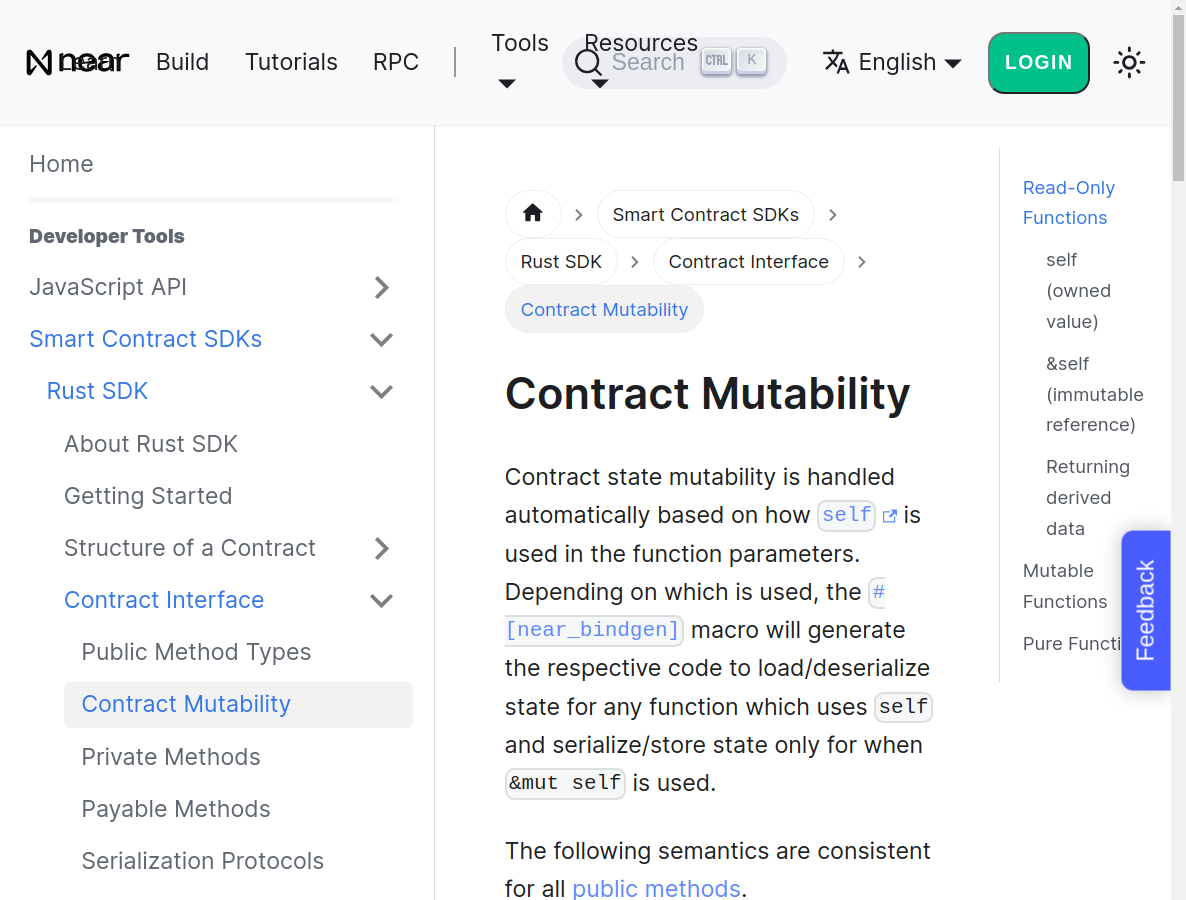 near
Learn
Build
Tutorials
RPC
Tools
Resources
Search
CTRL
K
English
LOGIN
Home
Developer Tools
JavaScript API
Smart Contract SDKs
Rust SDK
About Rust SDK
Getting Started
Structure of a Contract
Contract Interface
Public Method Types
Contract Mutability
Private Methods
Payable Methods
Serialization Protocols
Smart Contract SDKs
Rust SDK
Contract Interface
Contract Mutability
Contract Mutability
Contract state mutability is handled
automatically based on how self is
used in the function parameters.
Depending on which is used, the #
[near_bindgen] macro will generate
the respective code to load/deserialize
state for any function which uses self
and serialize/store state only for when
&mut self is used.
The following semantics are consistent
for all public methods.
Read-Only
Functions
self
(owned
value)
&self
(immutable
reference)
Returning
derived
data
Mutable
Functions
Pure Functi
Feedback